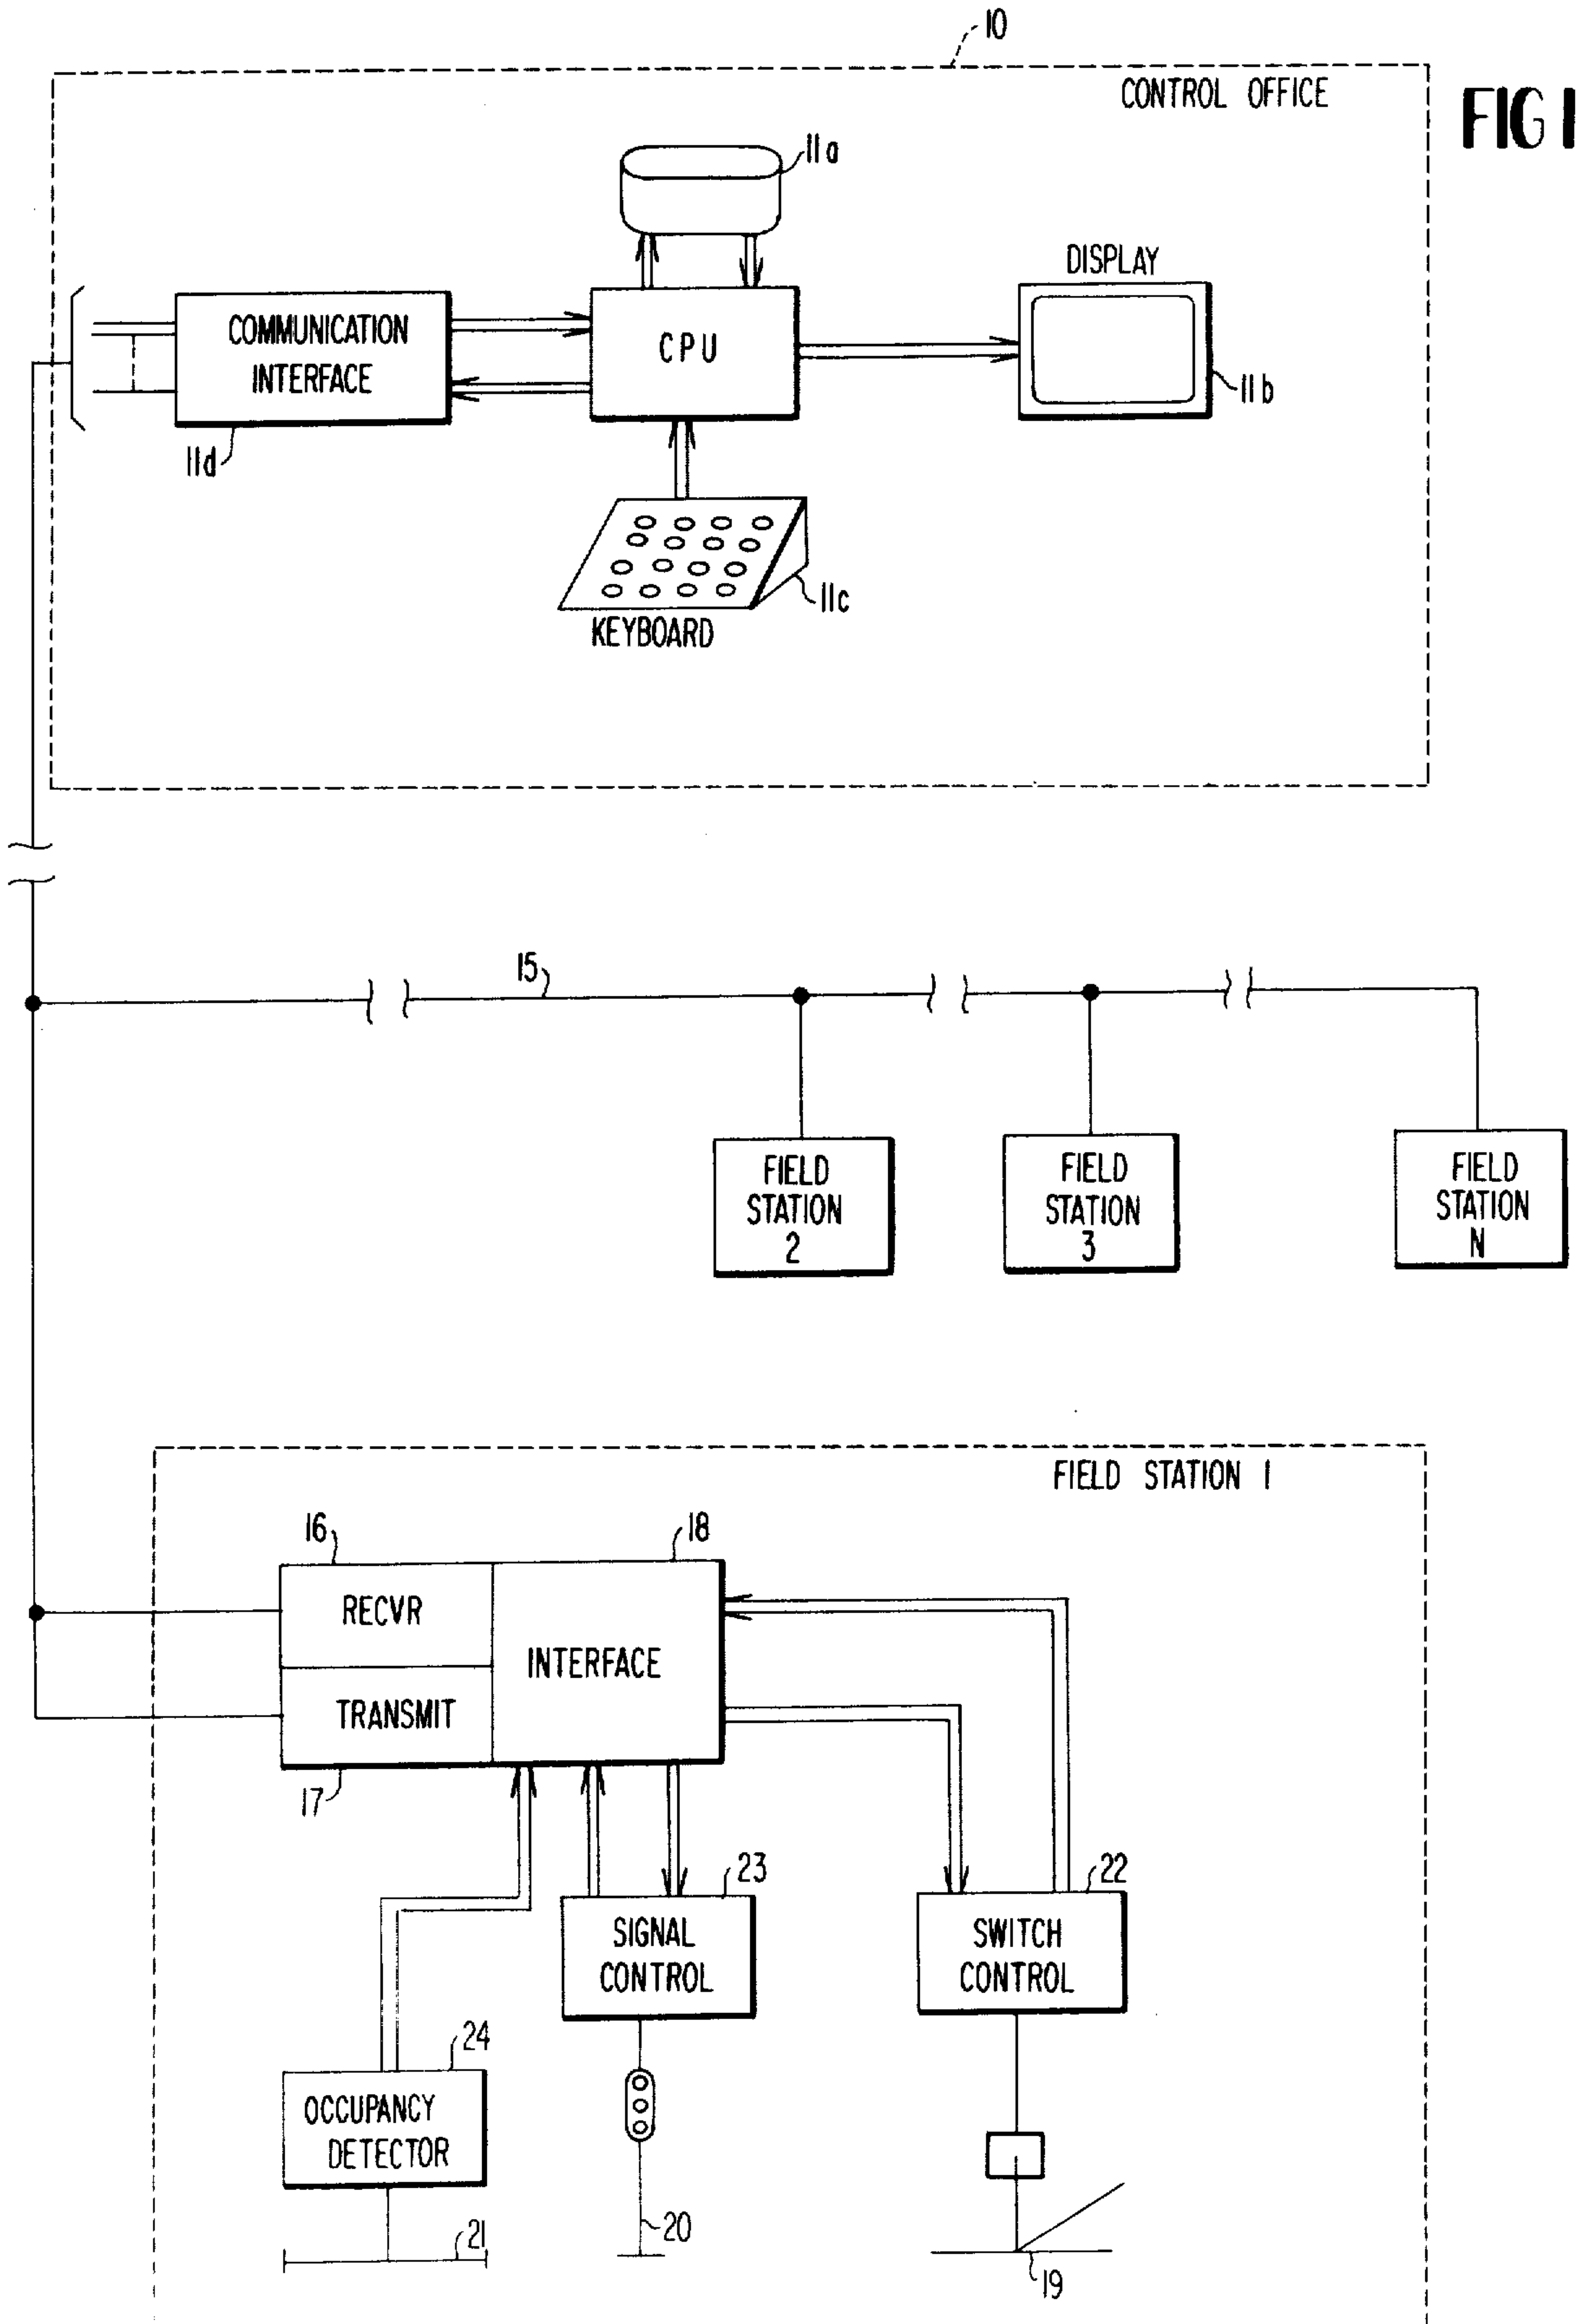 10
CONTROL OFFICE
FIG 1
11a
DISPLAY
COMMUNICATION
INTERFACE
CPU
11b
11d
11c
KEYBOARD
15
FIELD
STATION
2
FIELD
STATION
3
FIELD
STATION
N
FIELD STATION 1
16
18
RECVR
INTERFACE
TRANSMIT
17
23
22
SIGNAL
CONTROL
SWITCH
CONTROL
24
OCCUPANCY
DETECTOR
20
21
19